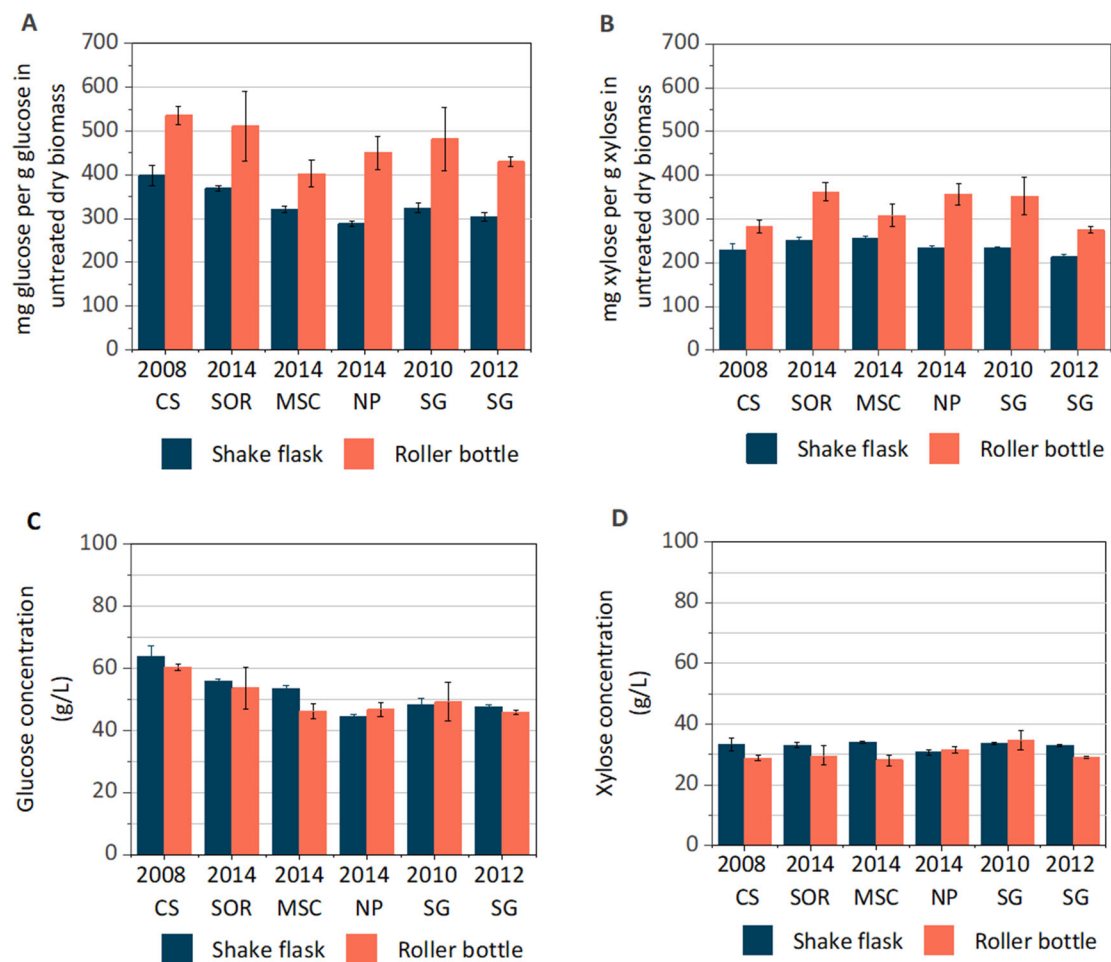 A
mg glucose per g glucose in
untreated dry biomass
700
600
500
400
300
200
100
0
2008 2014 2014 2014 2010 2012
CS SOR MSC NP SG SG
Shake flask Roller bottle
B
mg xylose per g xylose in
untreated dry biomass
700
600
500
400
300
200
100
0
2008 2014 2014 2014 2010 2012
CS SOR MSC NP SG SG
Shake flask Roller bottle
C
Glucose concentration
(g/L)
100
80
60
40
20
0
2008 2014 2014 2014 2010 2012
CS SOR MSC NP SG SG
Shake flask Roller bottle
D
Xylose concentration
(g/L)
100
80
60
40
20
0
2008 2014 2014 2014 2010 2012
CS SOR MSC NP SG SG
Shake flask Roller bottle